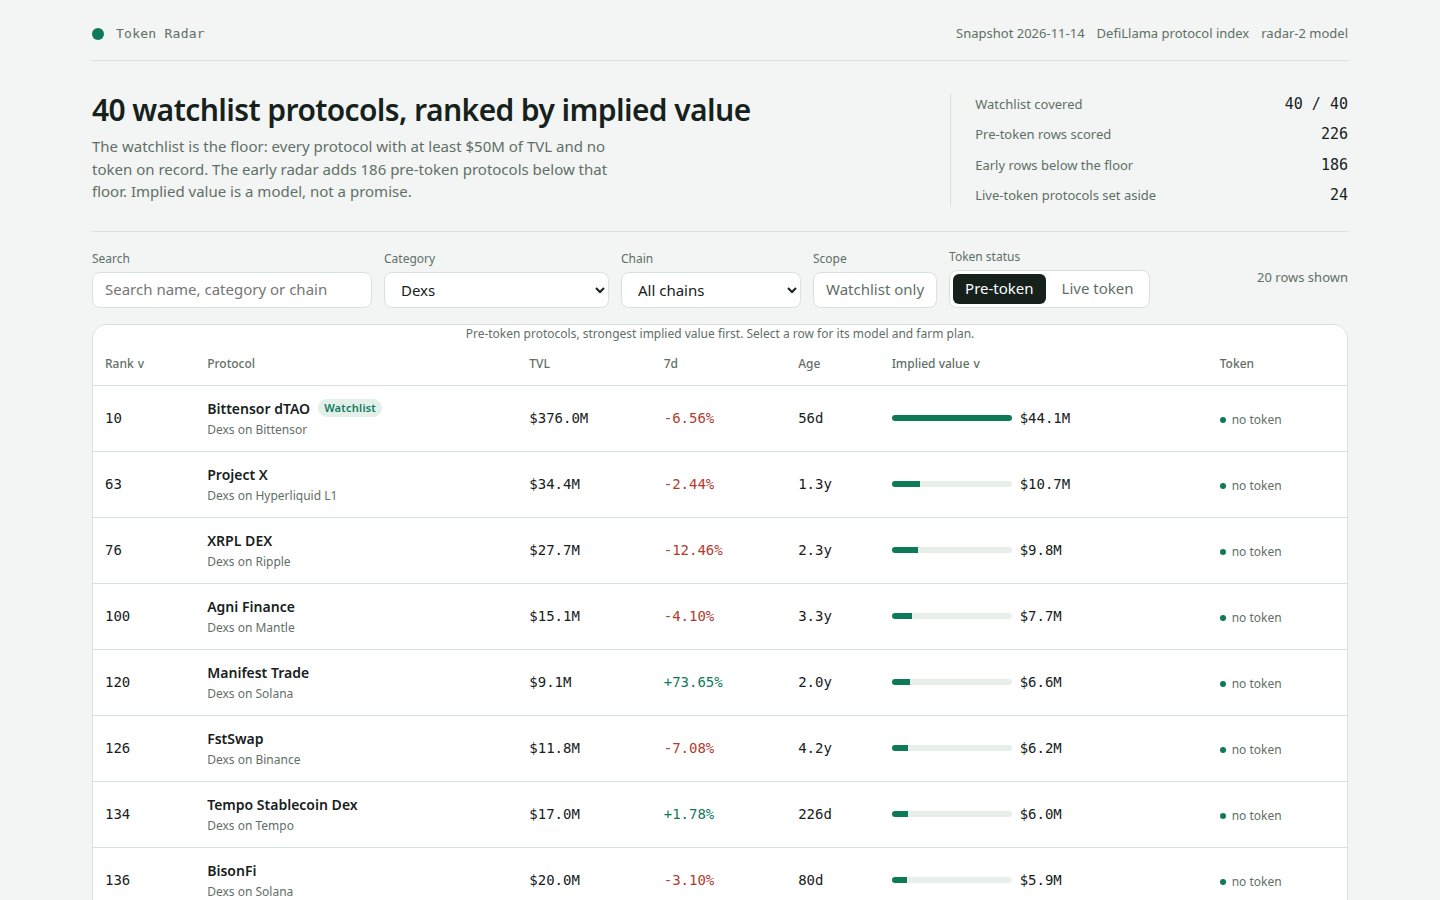 Token Radar
Snapshot 2026-11-14 DefiLlama protocol index radar-2 model
40 watchlist protocols, ranked by implied value
The watchlist is the floor: every protocol with at least $50M of TVL and no
token on record. The early radar adds 186 pre-token protocols below that
floor. Implied value is a model, not a promise.
Watchlist covered 40 / 40
Pre-token rows scored 226
Early rows below the floor 186
Live-token protocols set aside 24
Search Category Chain Scope Token status
Search name, category or chain Dexs All chains Watchlist only Pre-token Live token 20 rows shown
Pre-token protocols, strongest implied value first. Select a row for its model and farm plan.
Rank v Protocol TVL 7d Age Implied value v Token
10 Bittensor dTAO Watchlist $376.0M -6.56% 56d $44.1M no token
Dexs on Bittensor
63 Project X $34.4M -2.44% 1.3y $10.7M no token
Dexs on Hyperliquid L1
76 XRPL DEX $27.7M -12.46% 2.3y $9.8M no token
Dexs on Ripple
100 Agni Finance $15.1M -4.10% 3.3y $7.7M no token
Dexs on Mantle
120 Manifest Trade $9.1M +73.65% 2.0y $6.6M no token
Dexs on Solana
126 FstSwap $11.8M -7.08% 4.2y $6.2M no token
Dexs on Binance
134 Tempo Stablecoin Dex $17.0M +1.78% 226d $6.0M no token
Dexs on Tempo
136 BisonFi $20.0M -3.10% 80d $5.9M no token
Dexs on Solana